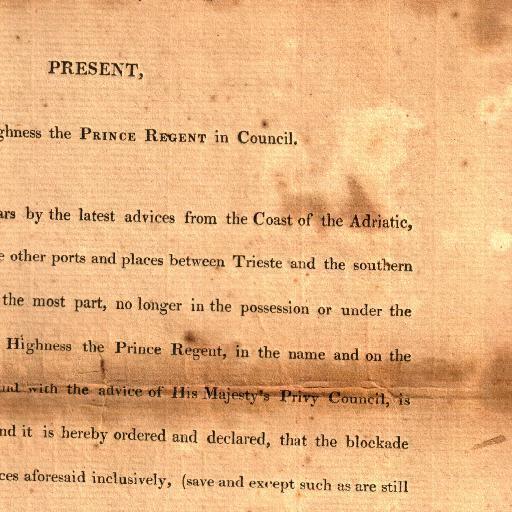 PRESENT,
ghness the PRINCE REGENT in Council.
ars by the latest advices from the Coast of the Adriatic,
e other ports and places between Trieste and the southern
the most part, no longer in the possession or under the
Highness the Prince Regent, in the name and on the
and with the advice of His Majesty's Privy Council, is
nd it is hereby ordered and declared, that the blockade
ces aforesaid inclusively, (save and except such as are still